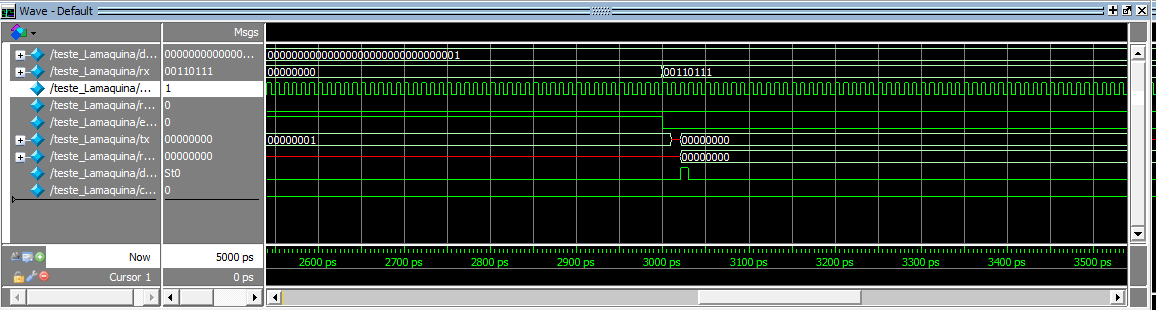 Wave - Default
Msgs
/teste_Lamaquina/d... 0000000000000... 00000000000000000000000000000001
/teste_Lamaquina/rx 00110111 00000000 00110111
/teste_Lamaquina/... 1
/teste_Lamaquina/r... 0
/teste_Lamaquina/e... 0
/teste_Lamaquina/tx 00000000 00000001 00000000
/teste_Lamaquina/r... 00000000 00000000
/teste_Lamaquina/d... St0
/teste_Lamaquina/c... 0
Now 5000 ps 2600 ps 2700 ps 2800 ps 2900 ps 3000 ps 3100 ps 3200 ps 3300 ps 3400 ps 3500 ps
Cursor 1 0 ps